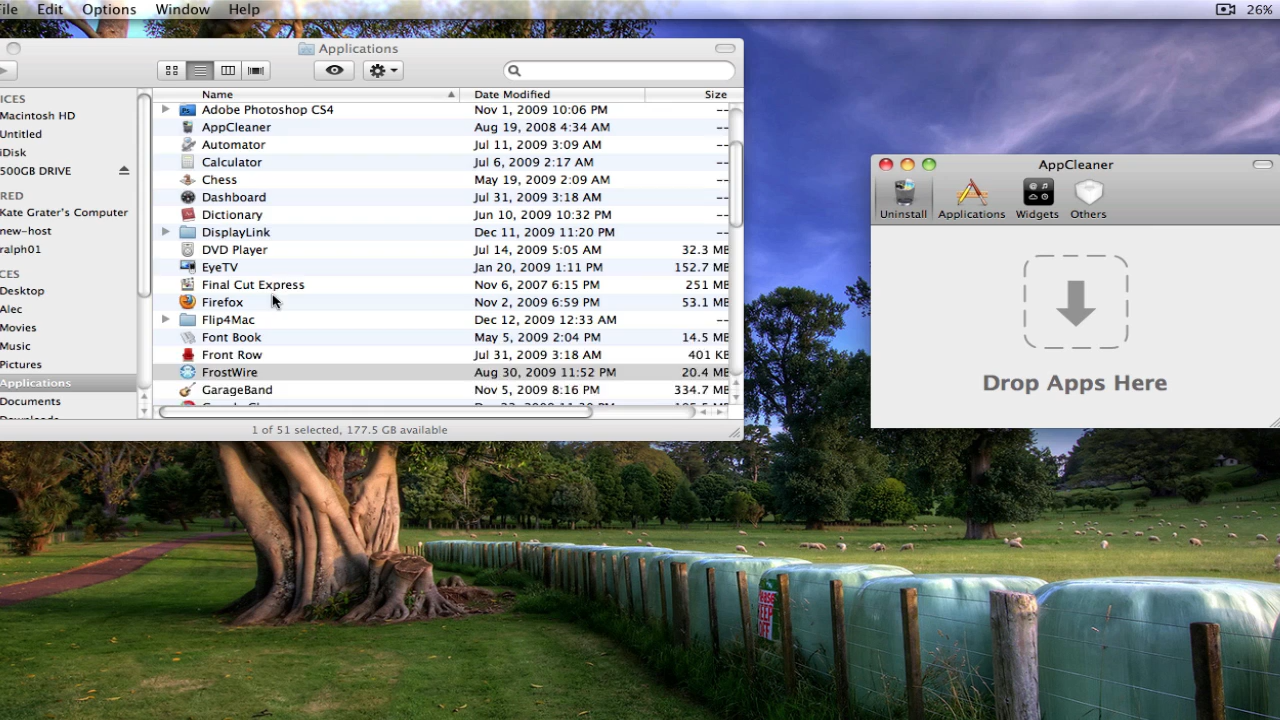 File Edit Options Window Help 26%
Applications
Name Date Modified Size
Adobe Photoshop CS4 Nov 1, 2009 10:06 PM --
AppCleaner Aug 19, 2008 4:34 AM --
Automator Jul 11, 2009 3:09 AM --
Calculator Jul 6, 2009 2:17 AM --
Chess May 19, 2009 2:09 AM --
Dashboard Jul 31, 2009 3:18 AM --
Dictionary Jun 10, 2009 10:32 PM --
DisplayLink Dec 11, 2009 11:20 PM --
DVD Player Jul 14, 2009 5:05 AM 32.3 MB
EyeTV Jan 20, 2009 1:11 PM 152.7 MB
Final Cut Express Nov 6, 2007 6:15 PM 251 MB
Firefox Nov 2, 2009 6:59 PM 53.1 MB
Flip4Mac Dec 12, 2009 12:33 AM --
Font Book May 5, 2009 2:04 PM 14.5 MB
Front Row Jul 31, 2009 3:18 AM 401 KB
FrostWire Aug 30, 2009 11:52 PM 20.4 MB
GarageBand Nov 5, 2009 8:16 PM 334.7 MB
ICES
Macintosh HD
Untitled
iDisk
500GB DRIVE
RED
Kate Grater's Computer
new-host
ralph01
CES
Desktop
Alec
Movies
Music
Pictures
Applications
Documents
1 of 51 selected, 177.5 GB available
AppCleaner
Uninstall Applications Widgets Others
Drop Apps Here
PLEASE
KEEP
OFF